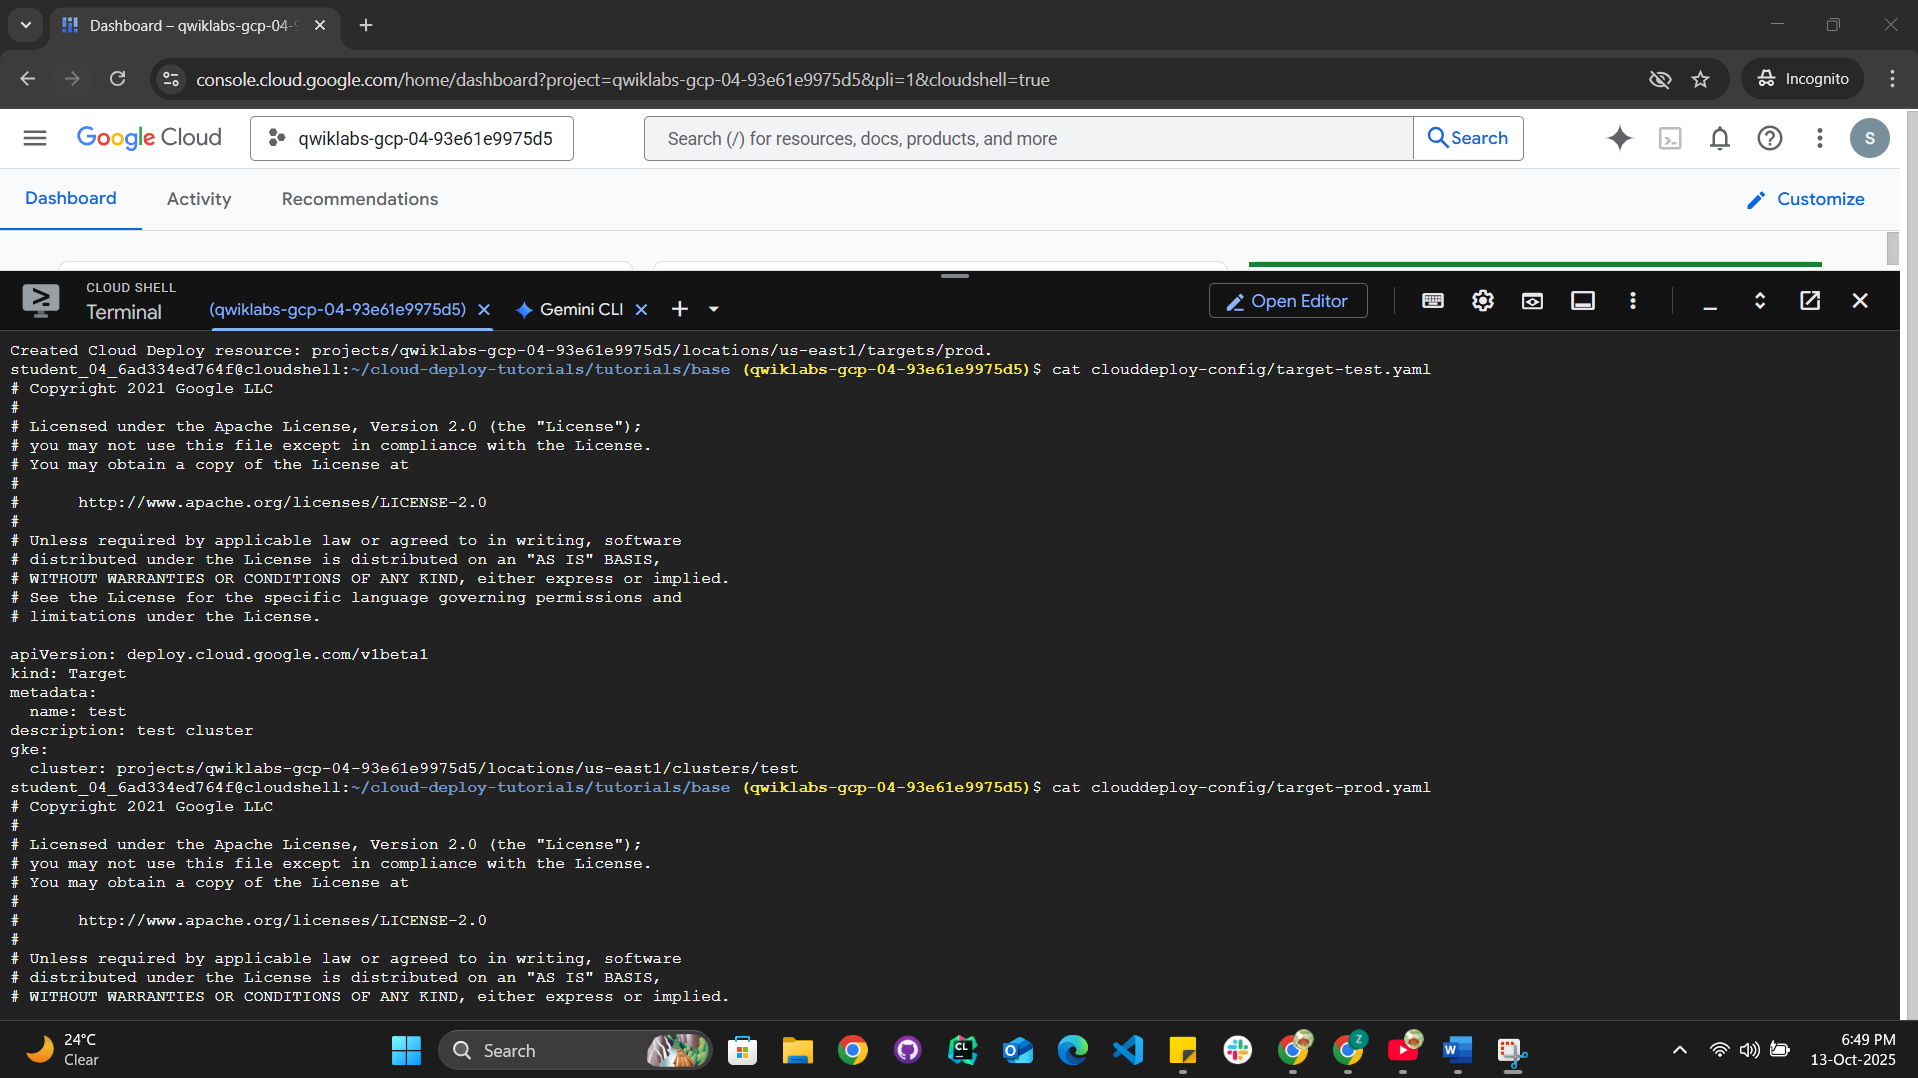 Dashboard – qwiklabs-gcp-04-9
console.cloud.google.com/home/dashboard?project=qwiklabs-gcp-04-93e61e9975d5&pli=1&cloudshell=true
Incognito
Google Cloud
qwiklabs-gcp-04-93e61e9975d5
Search (/) for resources, docs, products, and more
Search
S
Dashboard
Activity
Recommendations
Customize
CLOUD SHELL
Terminal
(qwiklabs-gcp-04-93e61e9975d5)
Gemini CLI
Open Editor
Created Cloud Deploy resource: projects/qwiklabs-gcp-04-93e61e9975d5/locations/us-east1/targets/prod.
student_04_6ad334ed764f@cloudshell:~/cloud-deploy-tutorials/tutorials/base (qwiklabs-gcp-04-93e61e9975d5)$ cat clouddeploy-config/target-test.yaml
# Copyright 2021 Google LLC
#
# Licensed under the Apache License, Version 2.0 (the "License");
# you may not use this file except in compliance with the License.
# You may obtain a copy of the License at
#
#      http://www.apache.org/licenses/LICENSE-2.0
#
# Unless required by applicable law or agreed to in writing, software
# distributed under the License is distributed on an "AS IS" BASIS,
# WITHOUT WARRANTIES OR CONDITIONS OF ANY KIND, either express or implied.
# See the License for the specific language governing permissions and
# limitations under the License.
apiVersion: deploy.cloud.google.com/v1beta1
kind: Target
metadata:
  name: test
description: test cluster
gke:
  cluster: projects/qwiklabs-gcp-04-93e61e9975d5/locations/us-east1/clusters/test
student_04_6ad334ed764f@cloudshell:~/cloud-deploy-tutorials/tutorials/base (qwiklabs-gcp-04-93e61e9975d5)$ cat clouddeploy-config/target-prod.yaml
# Copyright 2021 Google LLC
#
# Licensed under the Apache License, Version 2.0 (the "License");
# you may not use this file except in compliance with the License.
# You may obtain a copy of the License at
#
#      http://www.apache.org/licenses/LICENSE-2.0
#
# Unless required by applicable law or agreed to in writing, software
# distributed under the License is distributed on an "AS IS" BASIS,
# WITHOUT WARRANTIES OR CONDITIONS OF ANY KIND, either express or implied.
24°C
Clear
Search
CL
Z
6:49 PM
13-Oct-2025